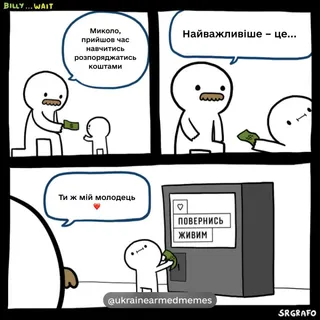 BILLY...WAIT
Миколо,
прийшов час
навчитись
розпоряджатись
коштами
Найважливіше – це...
Ти ж мій молодець
❤️
ПОВЕРНИСЬ
ЖИВИМ
@ukrainearmedmemes
SRGRAFO